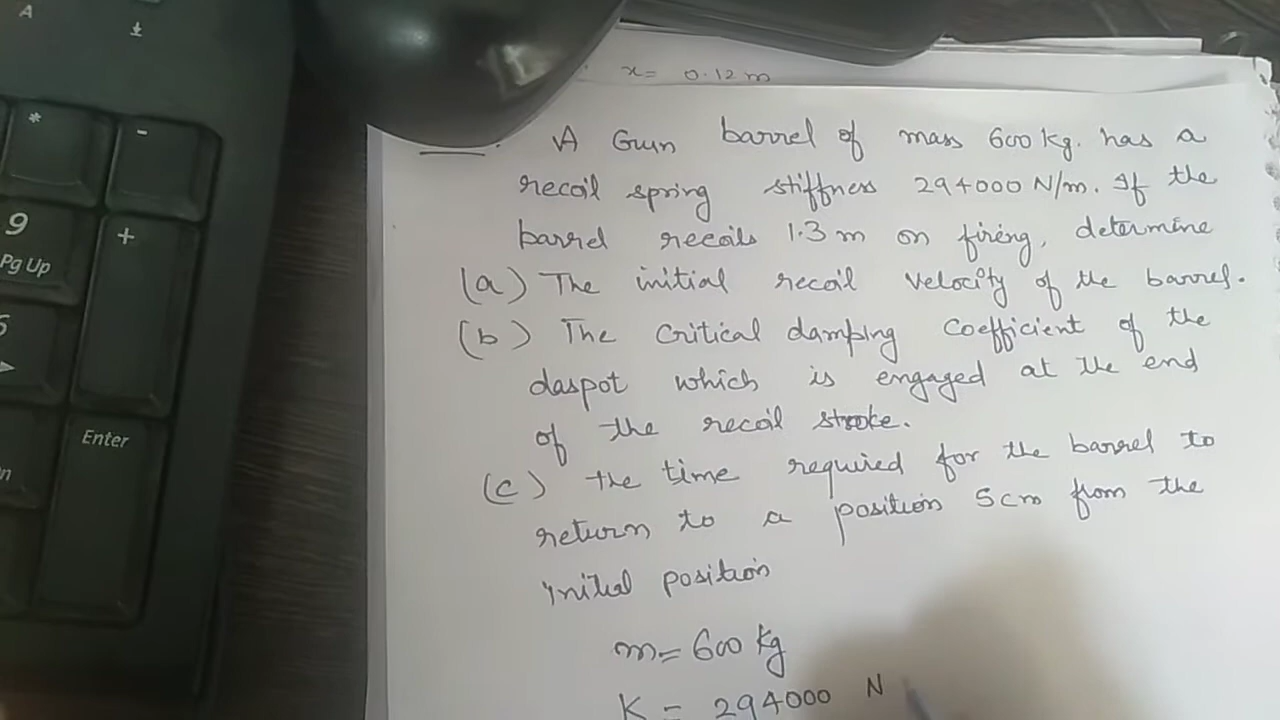 A
*
-
9
Pg Up
+
Enter
x= 0.12 m
A Gun barrel of mass 600 kg. has a
recoil spring stiffness 294000 N/m. If the
barrel recoils 1.3 m on firing, determine
(a) The initial recoil velocity of the barrel.
(b) The critical damping coefficient of the
daspot which is engaged at the end
of the recoil stroke.
(c) the time required for the barrel to
return to a position 5cm from the
initial position
m= 600 kg
K = 294000 N